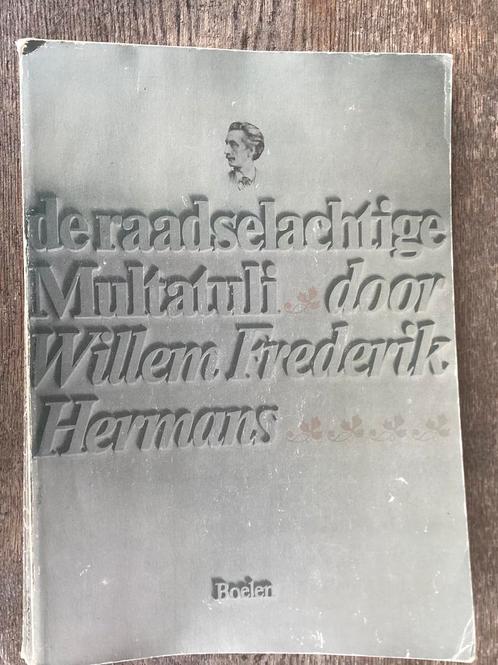 de raadselachtige
Multatuli door
Willem Frederik
Hermans
Boelen